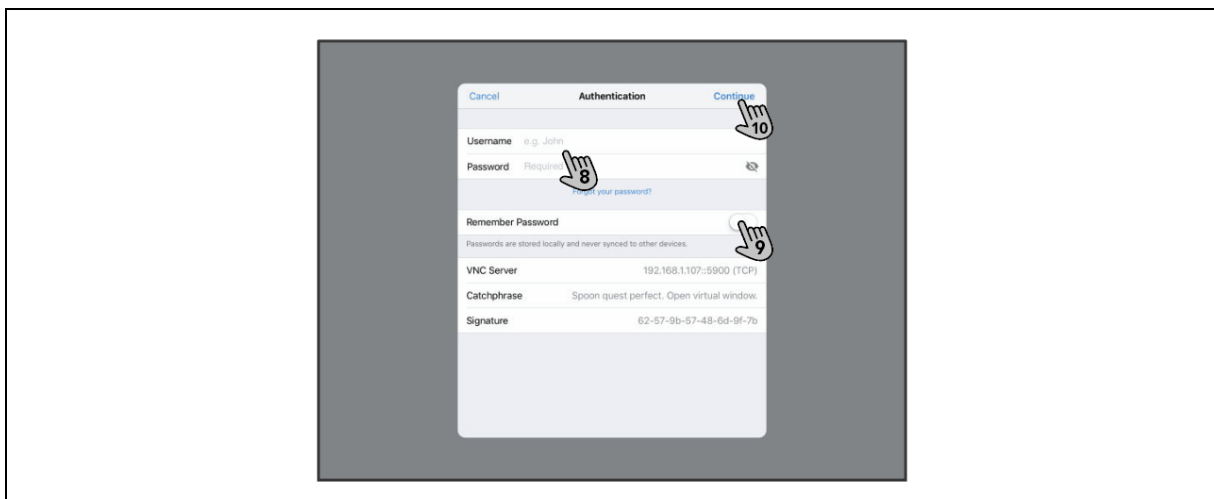 Cancel Authentication Continue
10
Username e.g. John
Password Required
8
Forgot your password?
Remember Password
9
Passwords are stored locally and never synced to other devices.
VNC Server 192.168.1.107::5900 (TCP)
Catchphrase Spoon quest perfect. Open virtual window.
Signature 62-57-9b-57-48-6d-9f-7b